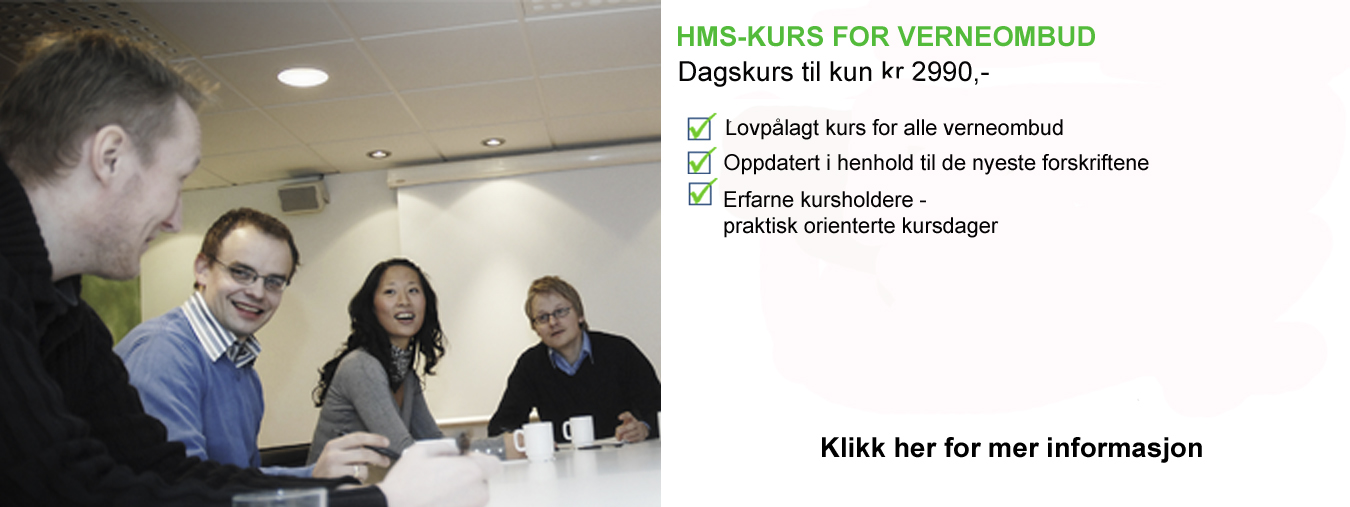 HMS-KURS FOR VERNEOMBUD
Dagskurs til kun kr 2990,-
Lovpålagt kurs for alle verneombud
Oppdatert i henhold til de nyeste forskriftene
Erfarne kursholdere -
praktisk orienterte kursdager
Klikk her for mer informasjon